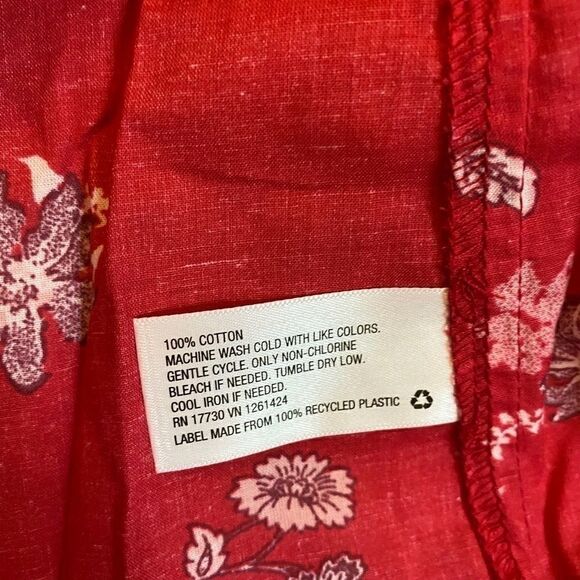 100% COTTON
MACHINE WASH COLD WITH LIKE COLORS.
GENTLE CYCLE. ONLY NON-CHLORINE
BLEACH IF NEEDED. TUMBLE DRY LOW.
COOL IRON IF NEEDED.
RN 17730 VN 1261424
LABEL MADE FROM 100% RECYCLED PLASTIC